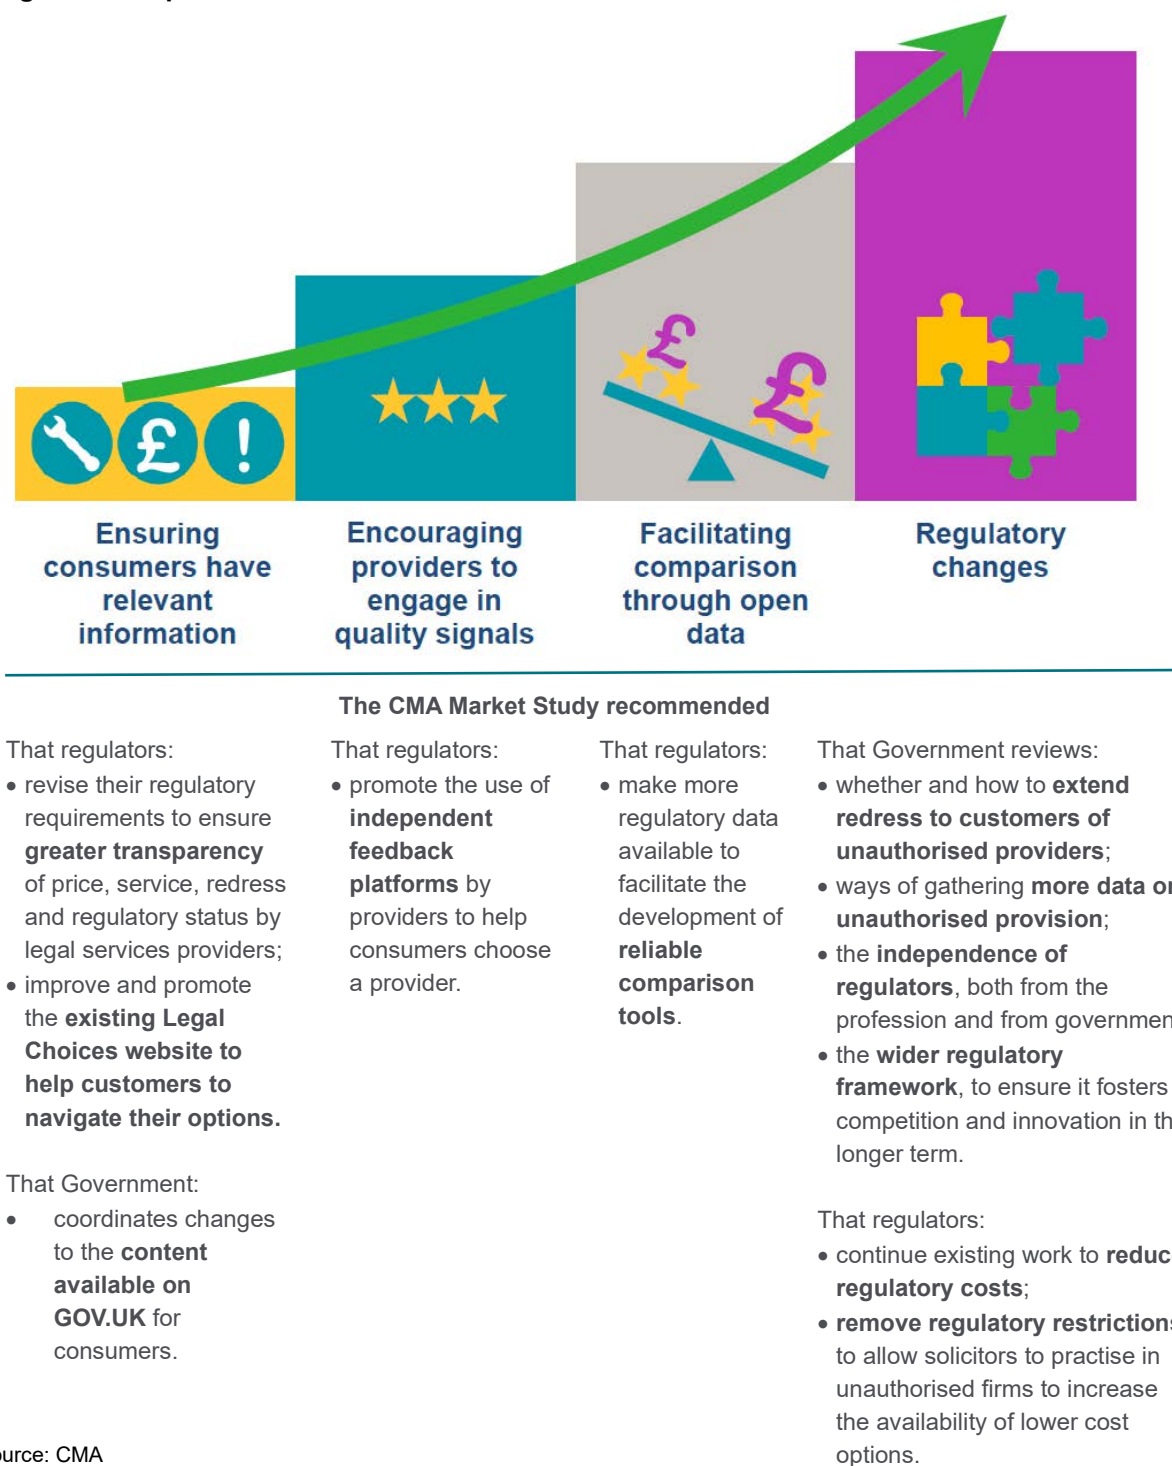 Ensuring
consumers have
relevant
information
Encouraging
providers to
engage in
quality signals
Facilitating
comparison
through open
data
Regulatory
changes
The CMA Market Study recommended
That regulators:
• revise their regulatory
requirements to ensure
greater transparency
of price, service, redress
and regulatory status by
legal services providers;
• improve and promote
the existing Legal
Choices website to
help customers to
navigate their options.
That Government:
• coordinates changes
to the content
available on
GOV.UK for
consumers.
That regulators:
• promote the use of
independent
feedback
platforms by
providers to help
consumers choose
a provider.
That regulators:
• make more
regulatory data
available to
facilitate the
development of
reliable
comparison
tools.
That Government reviews:
• whether and how to extend
redress to customers of
unauthorised providers;
• ways of gathering more data
unauthorised provision;
• the independence of
regulators, both from the
profession and from
• the wider regulatory
framework, to ensure it fosters
competition and innovation in
longer term.
That regulators:
• continue existing work to
regulatory costs;
• remove regulatory
to allow solicitors to practise in
unauthorised firms to increase
the availability of lower cost
options.
CMA